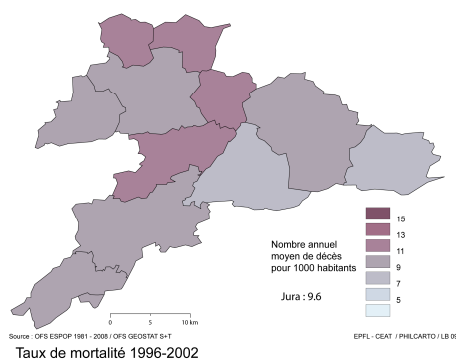 15
13
11
9
7
5
Nombre annuel
moyen de décès
pour 1000 habitants
Jura : 9.6
0 5 10 km
Source : OFS ESPOP 1981 - 2008 / OFS GEOSTAT S+T
EPFL - CEAT / PHILCARTO / LB 09
Taux de mortalité 1996-2002